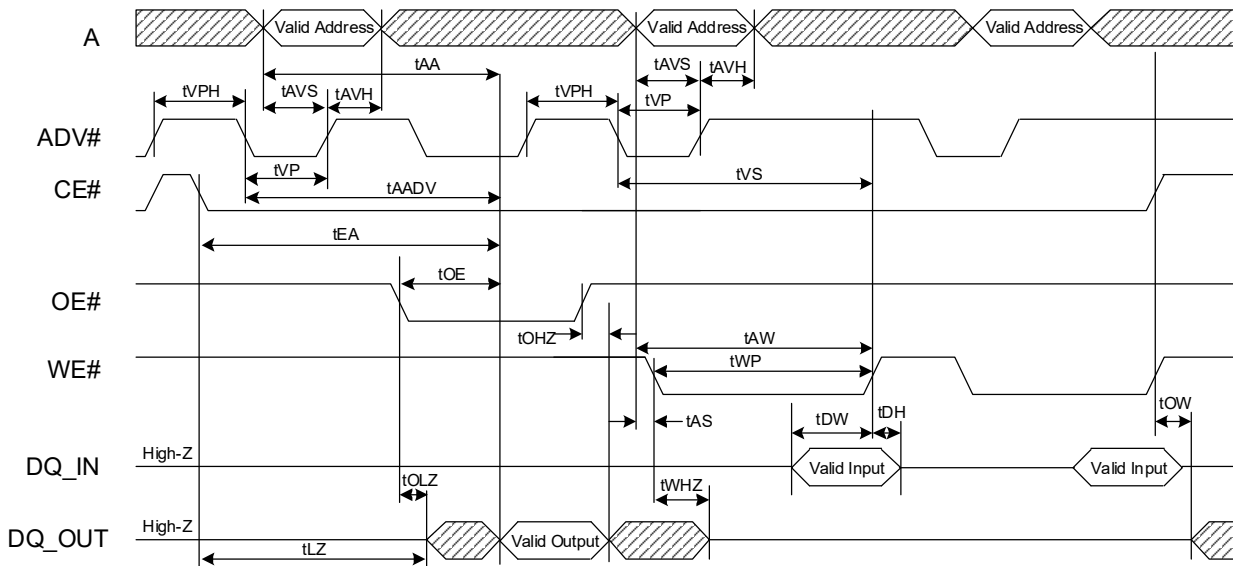 A
Valid Address
Valid Address
Valid Address
tAA
tAVS
tAVH
tVPH
tAVS
tAVH
tVPH
tVP
ADV#
tVP
tVS
CE#
tAADV
tEA
tOE
OE#
tOHZ
tAW
WE#
tWP
tAS
tDW
tDH
tOW
DQ_IN
High-Z
Valid Input
Valid Input
tOLZ
tWHZ
DQ_OUT
High-Z
Valid Output
tLZ